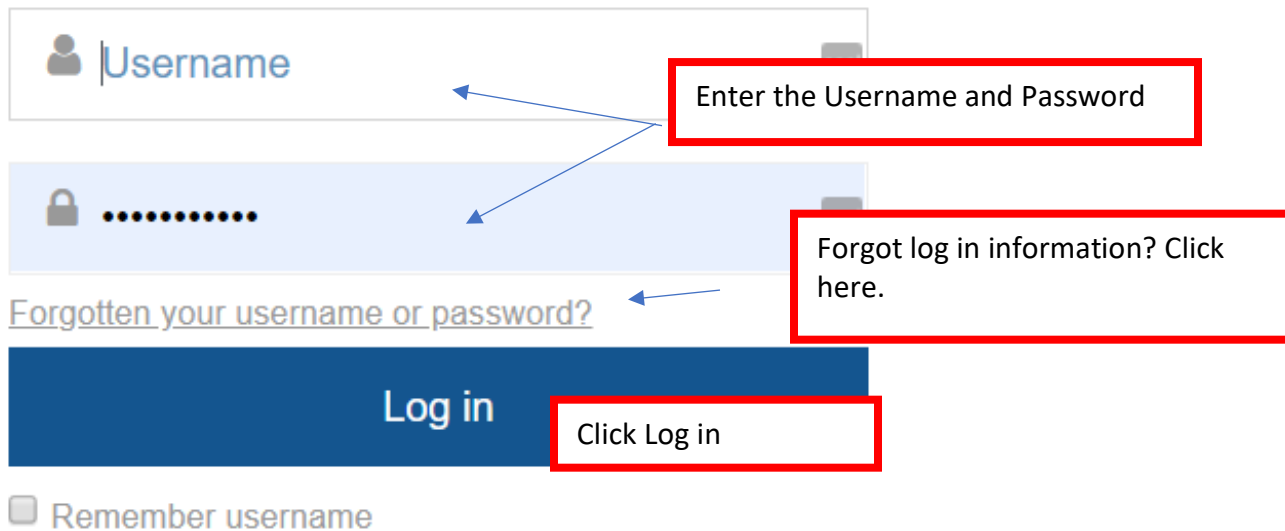 Username
Enter the Username and Password
•••••••••••
Forgot log in information? Click
here.
Forgotten your username or password?
Log in
Click Log in
Remember username